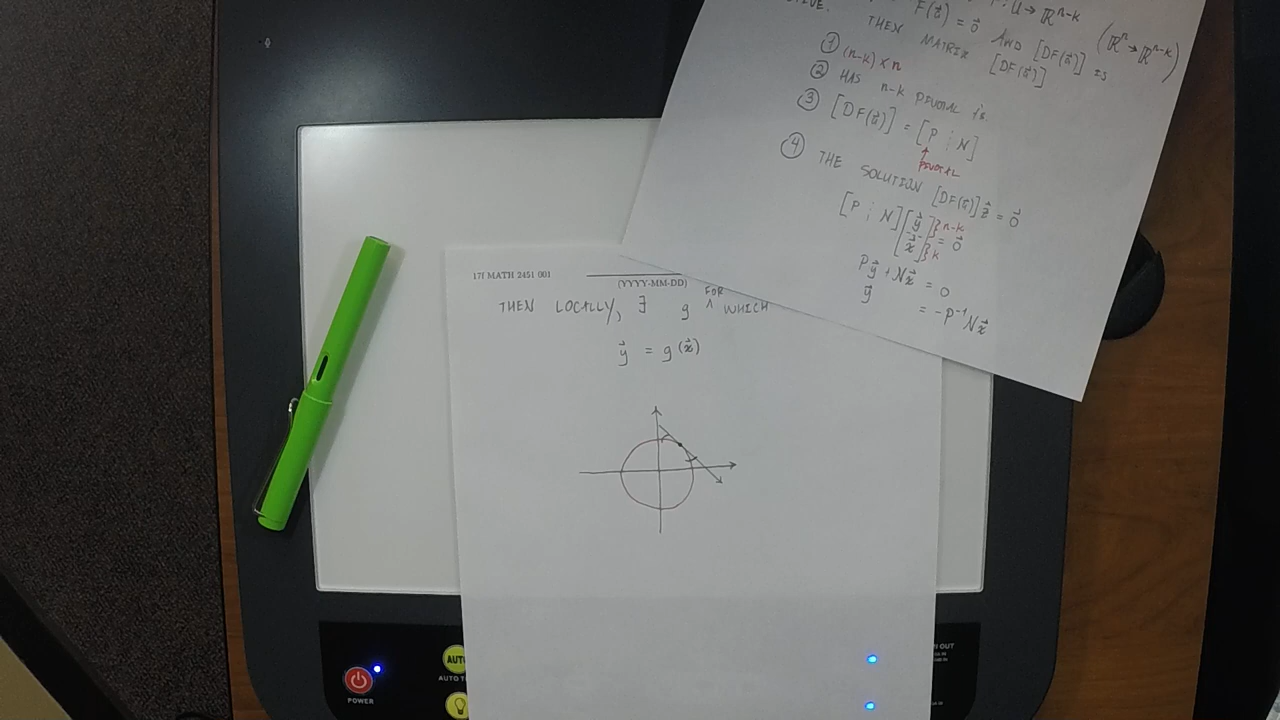 : U → ℝⁿ⁻ᵏ
F(z⃗) = 0⃗ AND [DF(z⃗)] (ℝⁿ → ℝⁿ⁻ᵏ)
THEN MATRIX [DF(z⃗)] IS
① (n-k) × n
② HAS n-k PIVOTAL
③ [DF(z⃗)] = [P ⋮ N]
PIVOTAL
④ THE SOLUTION [DF(z⃗)] z⃗ = 0⃗
[P ⋮ N] [y⃗ / x⃗] }n-k }k = 0⃗
Py⃗ + Nx⃗ = 0
y⃗ = -P⁻¹Nx⃗
17f MATH 2451 001
(YYYY-MM-DD)
THEN LOCALLY, ∃ g FOR WHICH
y⃗ = g(x⃗)
POWER
AUTO